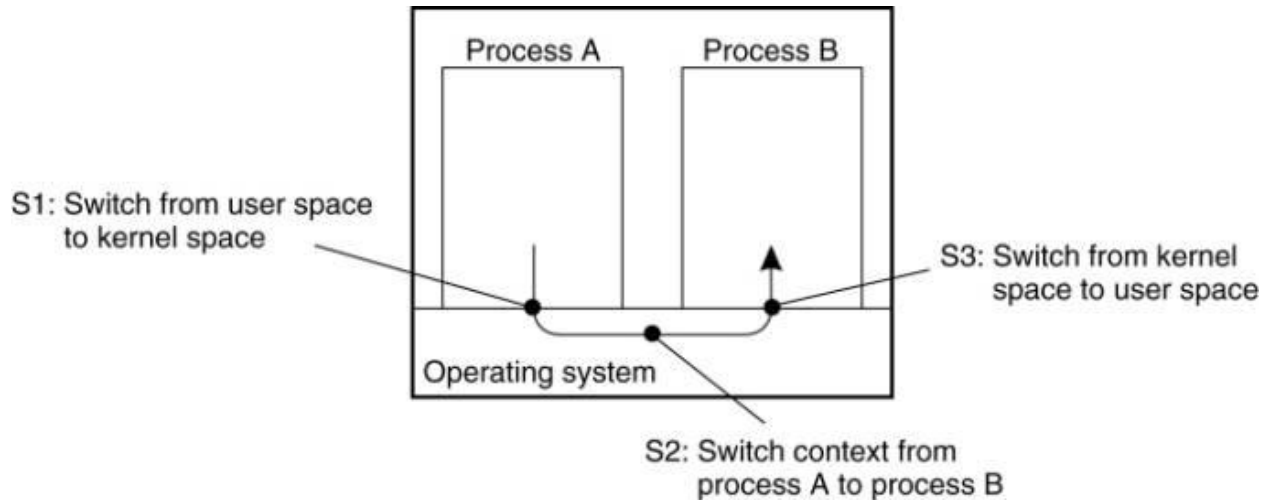 Process A
Process B
S1: Switch from user space
to kernel space
S3: Switch from kernel
space to user space
Operating system
S2: Switch context from
process A to process B